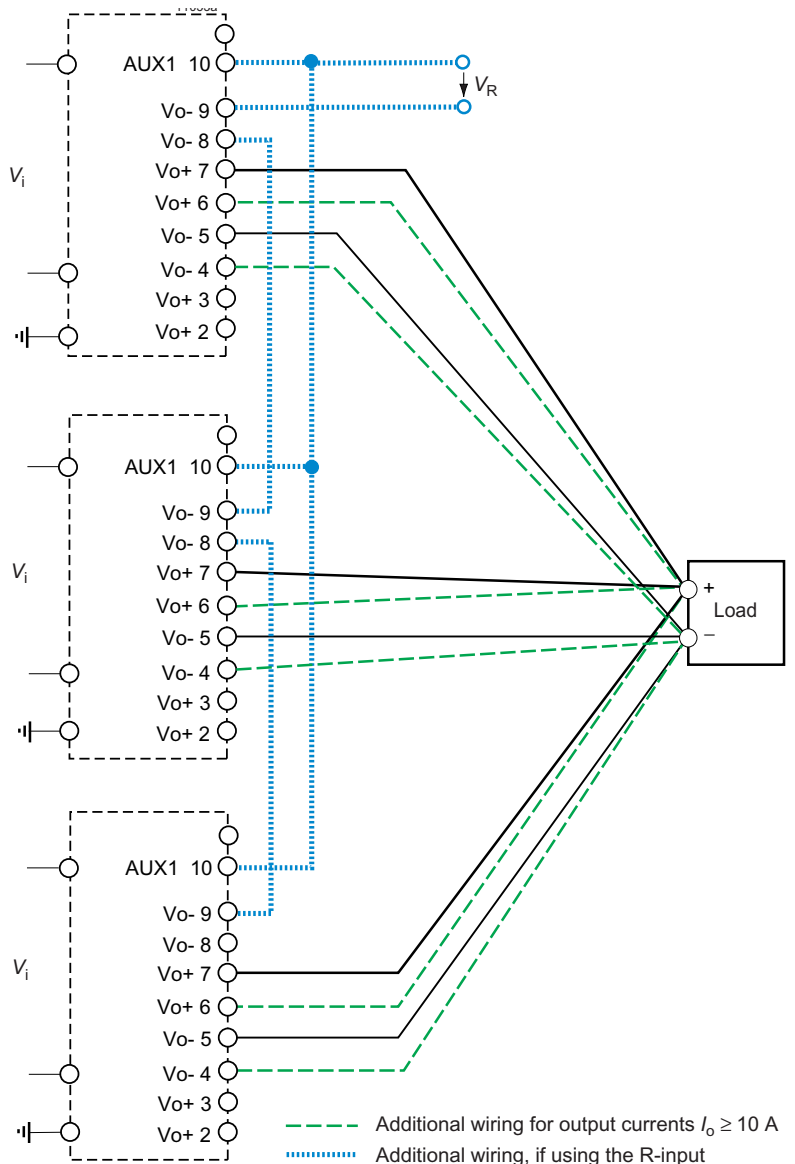 AUX1 10
V_R
Vo- 9
Vo- 8
V_i
Vo+ 7
Vo+ 6
Vo- 5
Vo- 4
Vo+ 3
Vo+ 2
AUX1 10
Vo- 9
Vo- 8
V_i
Vo+ 7
Vo+ 6
Vo- 5
Vo- 4
Vo+ 3
Vo+ 2
+
Load
–
AUX1 10
Vo- 9
Vo- 8
V_i
Vo+ 7
Vo+ 6
Vo- 5
Vo- 4
Vo+ 3
Vo+ 2
Additional wiring for output currents I_o ≥ 10 A
Additional wiring, if using the R-input